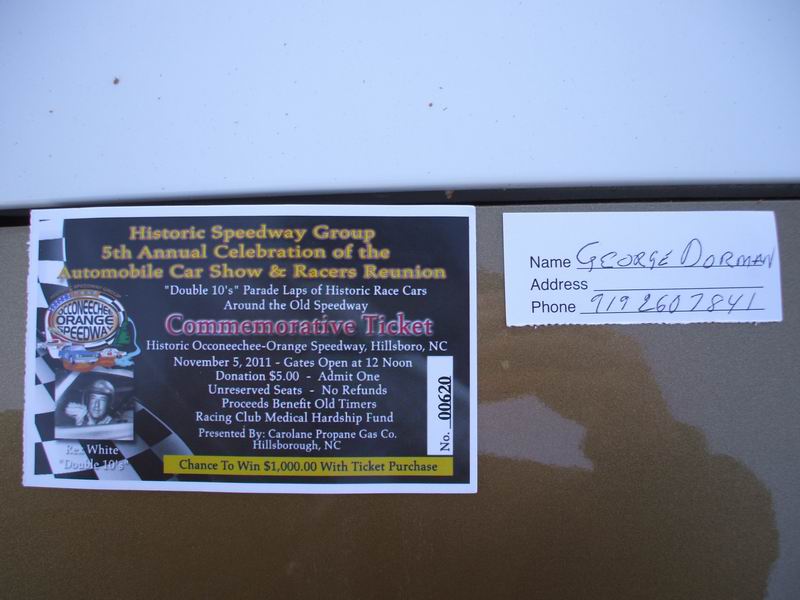 Historic Speedway Group
5th Annual Celebration of the
Automobile Car Show & Racers Reunion
"Double 10's" Parade Laps of Historic Race Cars
Around the Old Speedway
Commemorative Ticket
Historic Occoneechee-Orange Speedway, Hillsboro, NC
November 5, 2011 - Gates Open at 12 Noon
Donation $5.00 - Admit One
Unreserved Seats - No Refunds
Proceeds Benefit Old Timers
Racing Club Medical Hardship Fund
Presented By: Carolane Propane Gas Co.
Hillsborough, NC
Chance To Win $1,000.00 With Ticket Purchase
No. 00620
OCCONEECHEE
ORANGE
SPEEDWAY
Rex White
"Double 10's"
Name GEORGE DORMAN
Address
Phone 919 260 7841